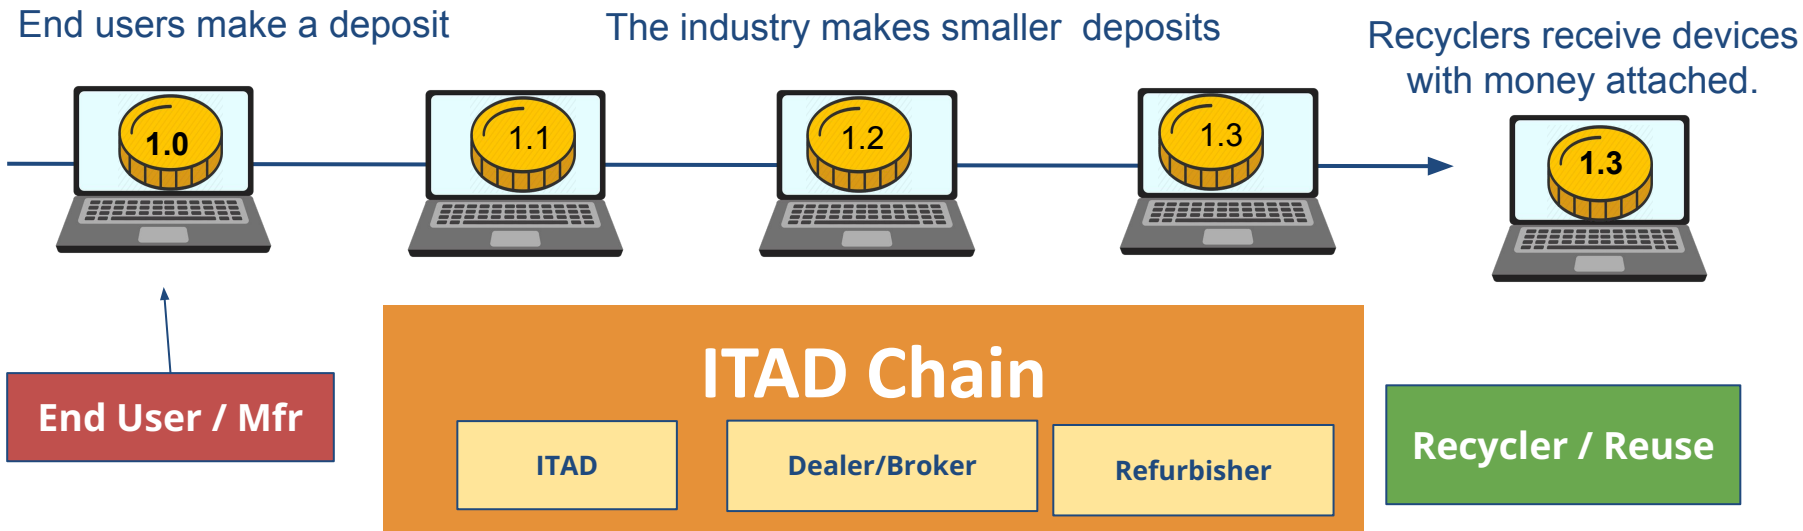 End users make a deposit
The industry makes smaller  deposits
Recyclers receive devices
with money attached.
1.0
1.1
1.2
1.3
1.3
End User / Mfr
ITAD Chain
ITAD
Dealer/Broker
Refurbisher
Recycler / Reuse